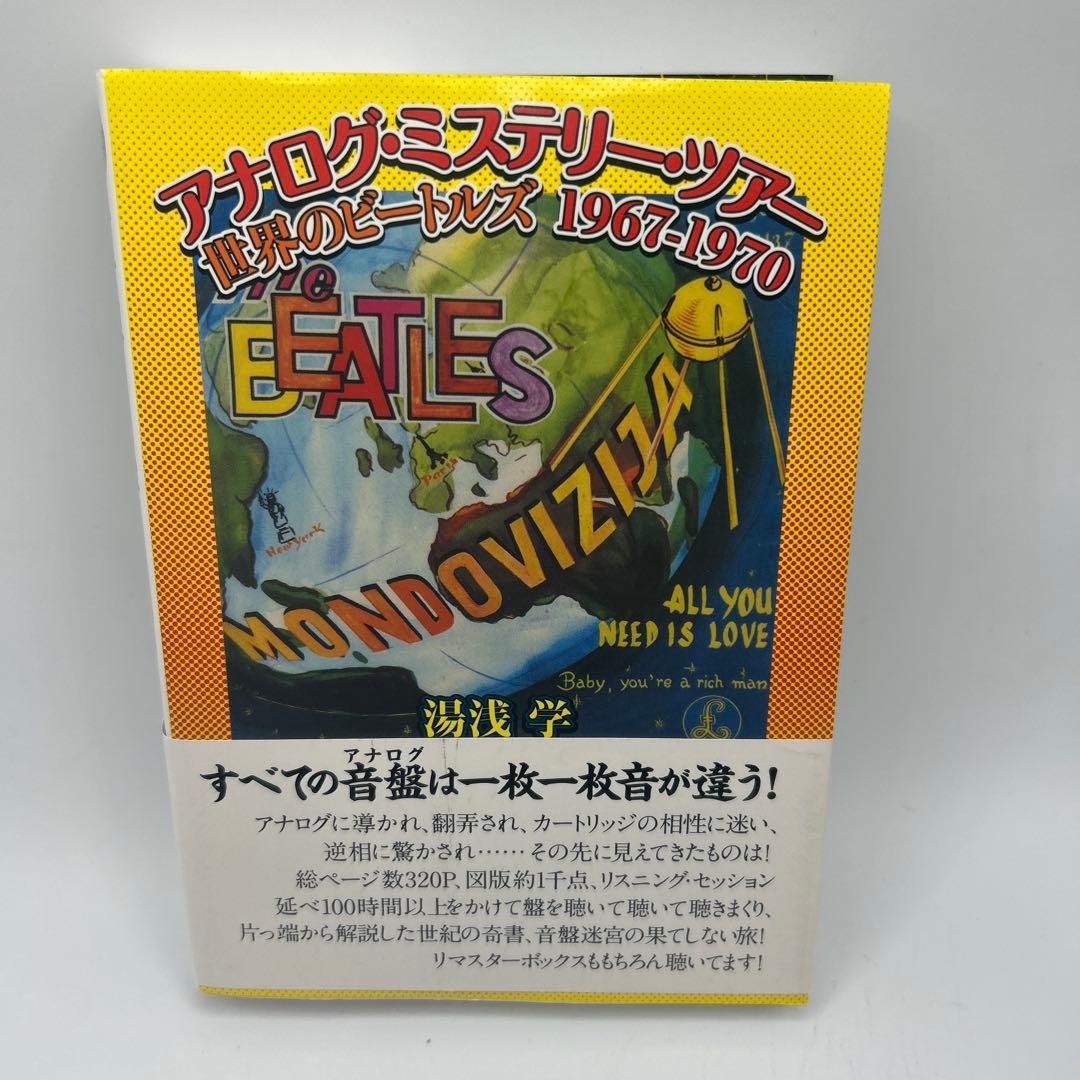 アナログ・ミステリー・ツアー
世界のビートルズ 1967-1970
The
BEATLES
Paris
New York
MONDOVIZIJA
ALL YOU
NEED IS LOVE
Baby, you're a rich man
湯浅 学
アナログ
すべての音盤は一枚一枚音が違う!
アナログに導かれ、翻弄され、カートリッジの相性に迷い、
逆相に驚かされ……その先に見えてきたものは!
総ページ数320P、図版約1千点、リスニング・セッション
延べ100時間以上をかけて盤を聴いて聴いて聴きまくり、
片っ端から解説した世紀の奇書、音盤迷宮の果てしない旅!
リマスターボックスももちろん聴いてます!